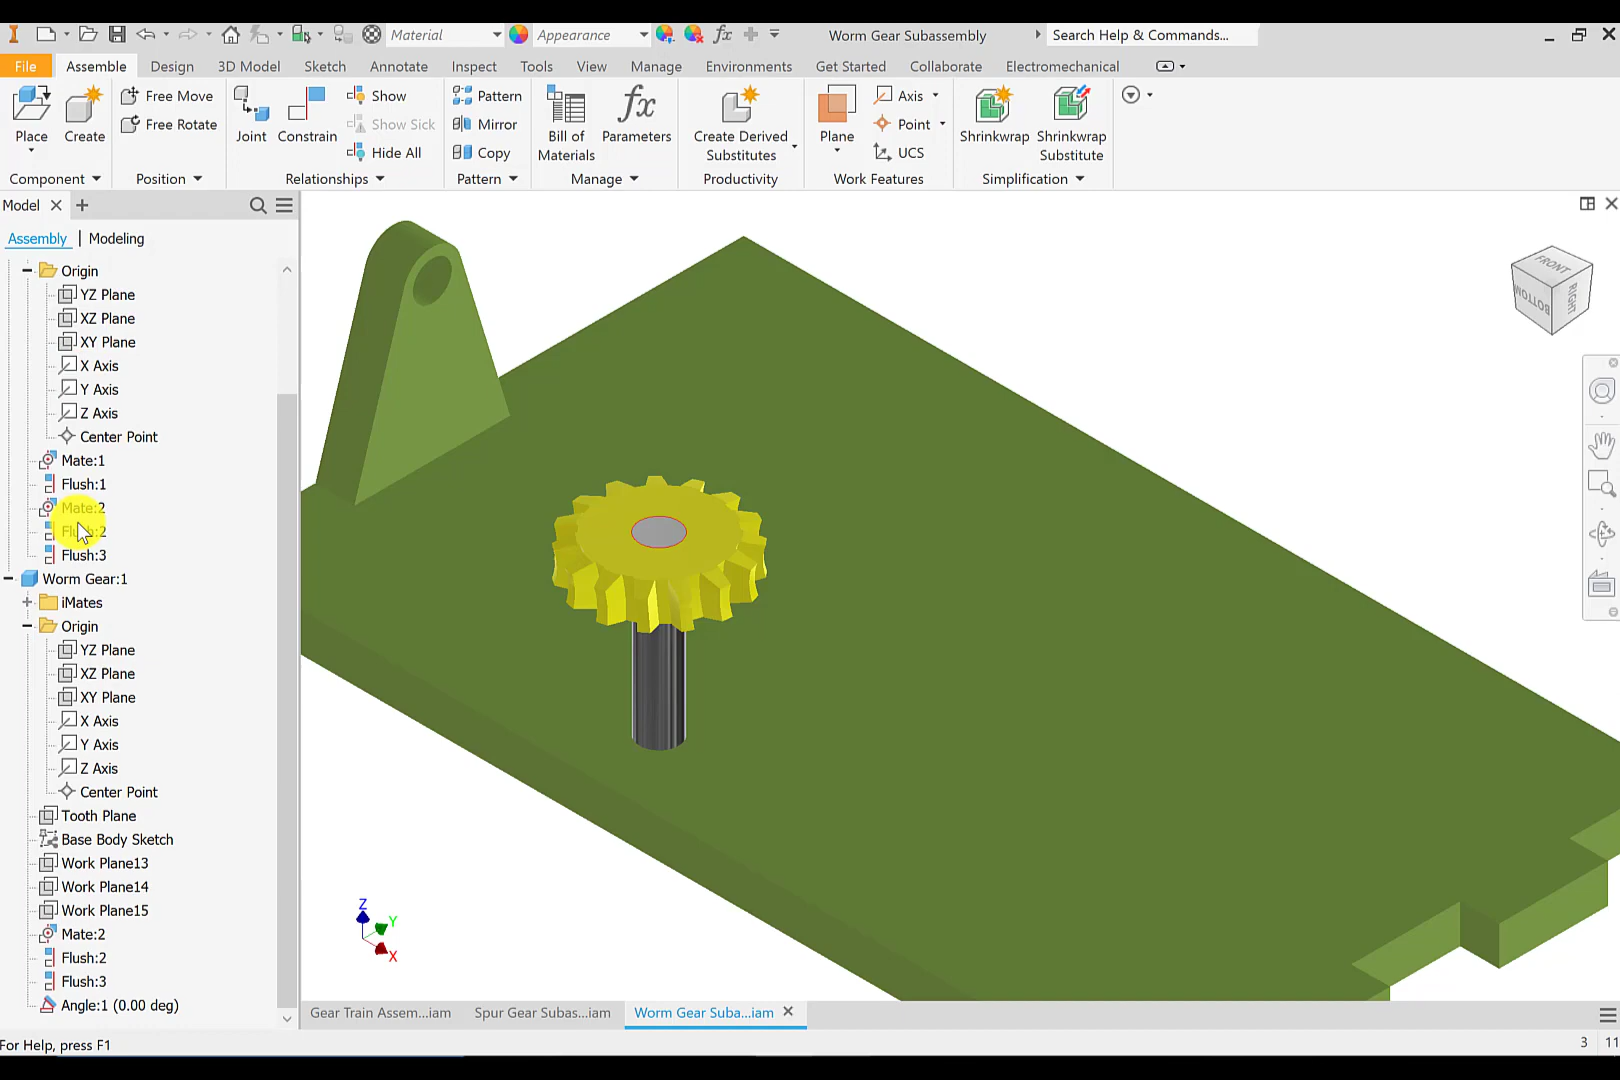 Material
Appearance
Worm Gear Subassembly
Search Help & Commands...
File
Assemble
Design
3D Model
Sketch
Annotate
Inspect
Tools
View
Manage
Environments
Get Started
Collaborate
Electromechanical
Place
Create
Free Move
Free Rotate
Joint
Constrain
Show
Show Sick
Hide All
Pattern
Mirror
Copy
Bill of
Materials
Parameters
Create Derived
Substitutes
Plane
Axis
Point
UCS
Shrinkwrap
Shrinkwrap
Substitute
Component
Position
Relationships
Pattern
Manage
Productivity
Work Features
Simplification
Model
Assembly
Modeling
Origin
YZ Plane
XZ Plane
XY Plane
X Axis
Y Axis
Z Axis
Center Point
Mate:1
Flush:1
Mate:2
Flush:2
Flush:3
Worm Gear:1
iMates
Origin
YZ Plane
XZ Plane
XY Plane
X Axis
Y Axis
Z Axis
Center Point
Tooth Plane
Base Body Sketch
Work Plane13
Work Plane14
Work Plane15
Mate:2
Flush:2
Flush:3
Angle:1 (0.00 deg)
FRONT
BOTTOM
RIGHT
Z
Y
X
Gear Train Assem...iam
Spur Gear Subas...iam
Worm Gear Suba...iam
For Help, press F1
3
11